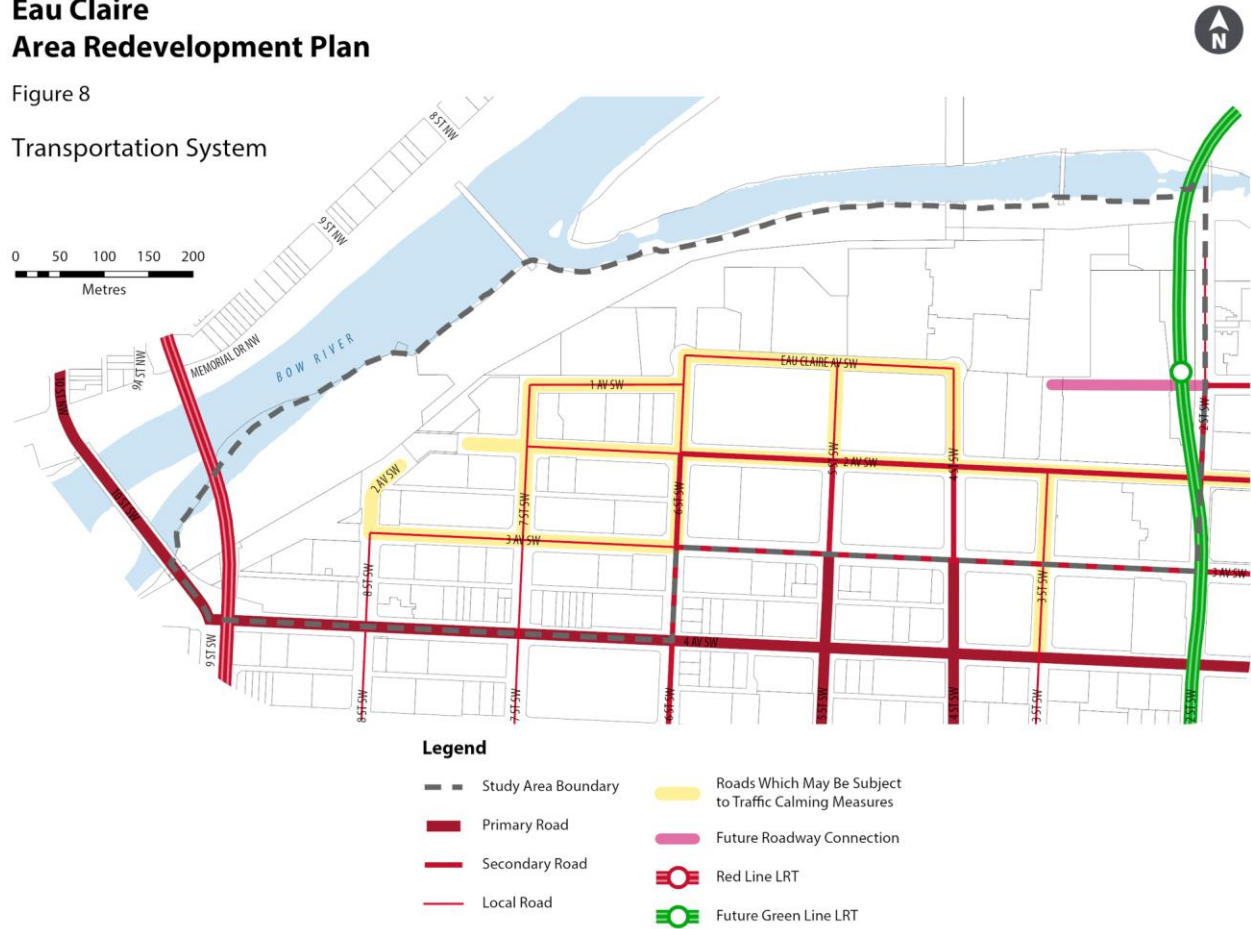 Eau Claire
Area Redevelopment Plan
N
Figure 8
Transportation System
0 50 100 150 200
Metres
8 ST NW
9 ST NW
MEMORIAL DR NW
9A ST NW
10 ST NW
BOW RIVER
EAU CLAIRE AV SW
1 AV SW
2 ST SW
5 ST SW
2 AV SW
4 ST SW
2 AV SW
6 ST SW
7 ST SW
10 ST SW
3 AV SW
8 ST SW
3 ST SW
3 AV SW
4 AV SW
9 ST SW
8 ST SW
7 ST SW
6 ST SW
5 ST SW
4 ST SW
3 ST SW
2 ST SW
Legend
Study Area Boundary
Primary Road
Secondary Road
Local Road
Roads Which May Be Subject
to Traffic Calming Measures
Future Roadway Connection
Red Line LRT
Future Green Line LRT